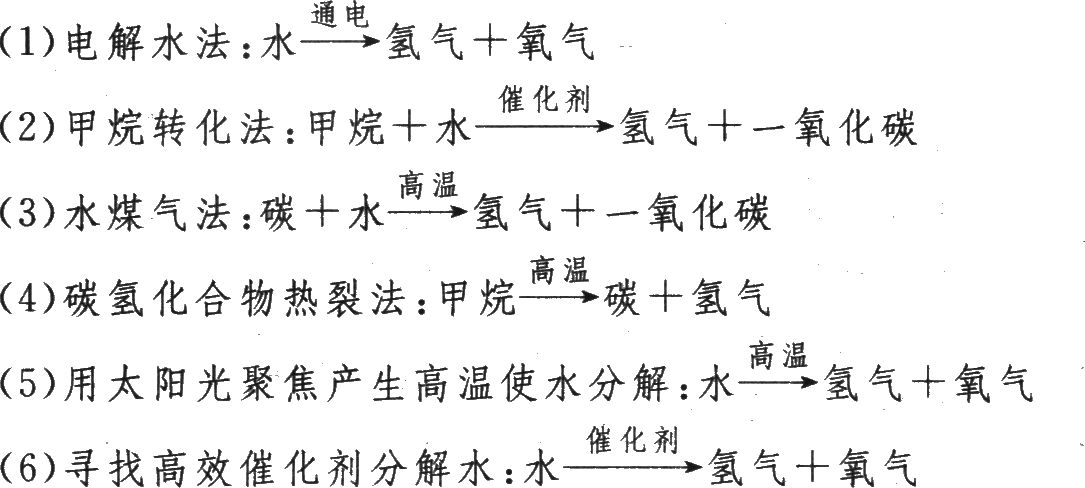 (1)电解水法:水 通电→ 氢气+氧气
(2)甲烷转化法:甲烷+水 催化剂→ 氢气+一氧化碳
(3)水煤气法:碳+水 高温→ 氢气+一氧化碳
(4)碳氢化合物热裂法:甲烷 高温→ 碳+氢气
(5)用太阳光聚焦产生高温使水分解:水 高温→ 氢气+氧气
(6)寻找高效催化剂分解水:水 催化剂→ 氢气+氧气